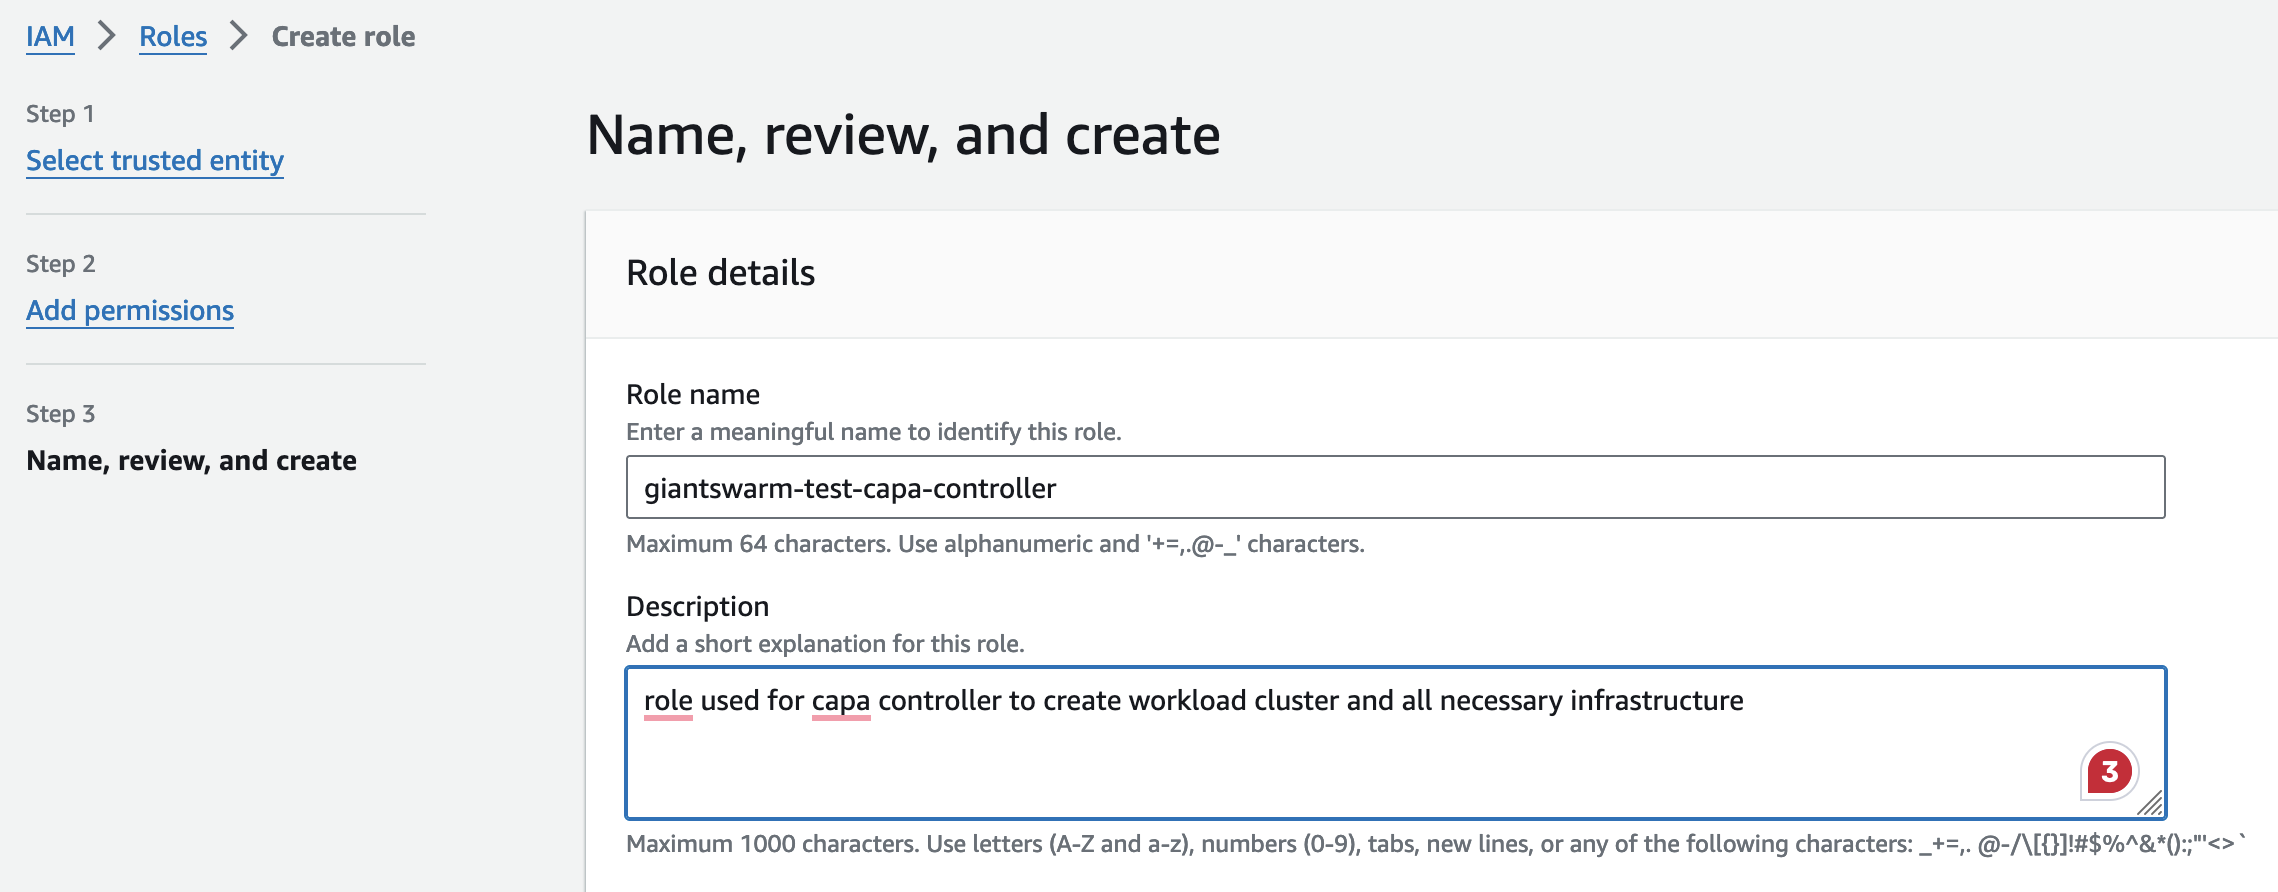 IAM > Roles > Create role
Step 1
Select trusted entity
Step 2
Add permissions
Step 3
Name, review, and create
Name, review, and create
Role details
Role name
Enter a meaningful name to identify this role.
giantswarm-test-capa-controller
Maximum 64 characters. Use alphanumeric and '+=,.@-_' characters.
Description
Add a short explanation for this role.
role used for capa controller to create workload cluster and all necessary infrastructure
3
Maximum 1000 characters. Use letters (A-Z and a-z), numbers (0-9), tabs, new lines, or any of the following characters: _+=,. @-/\[{}]!#$%^&*();:"'<>`